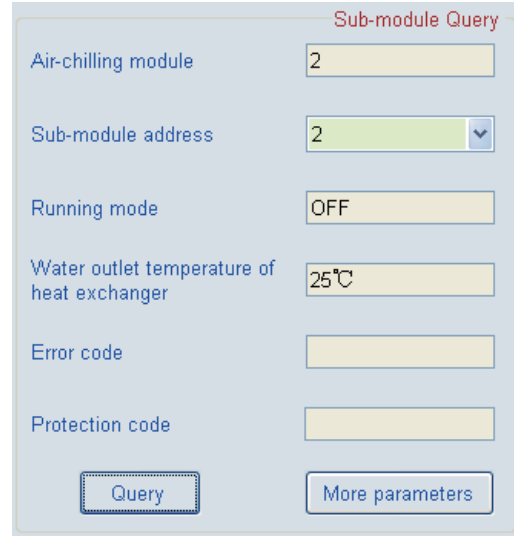 Sub-module Query
Air-chilling module 2
Sub-module address 2
Running mode OFF
Water outlet temperature of
heat exchanger 25℃
Error code
Protection code
Query More parameters